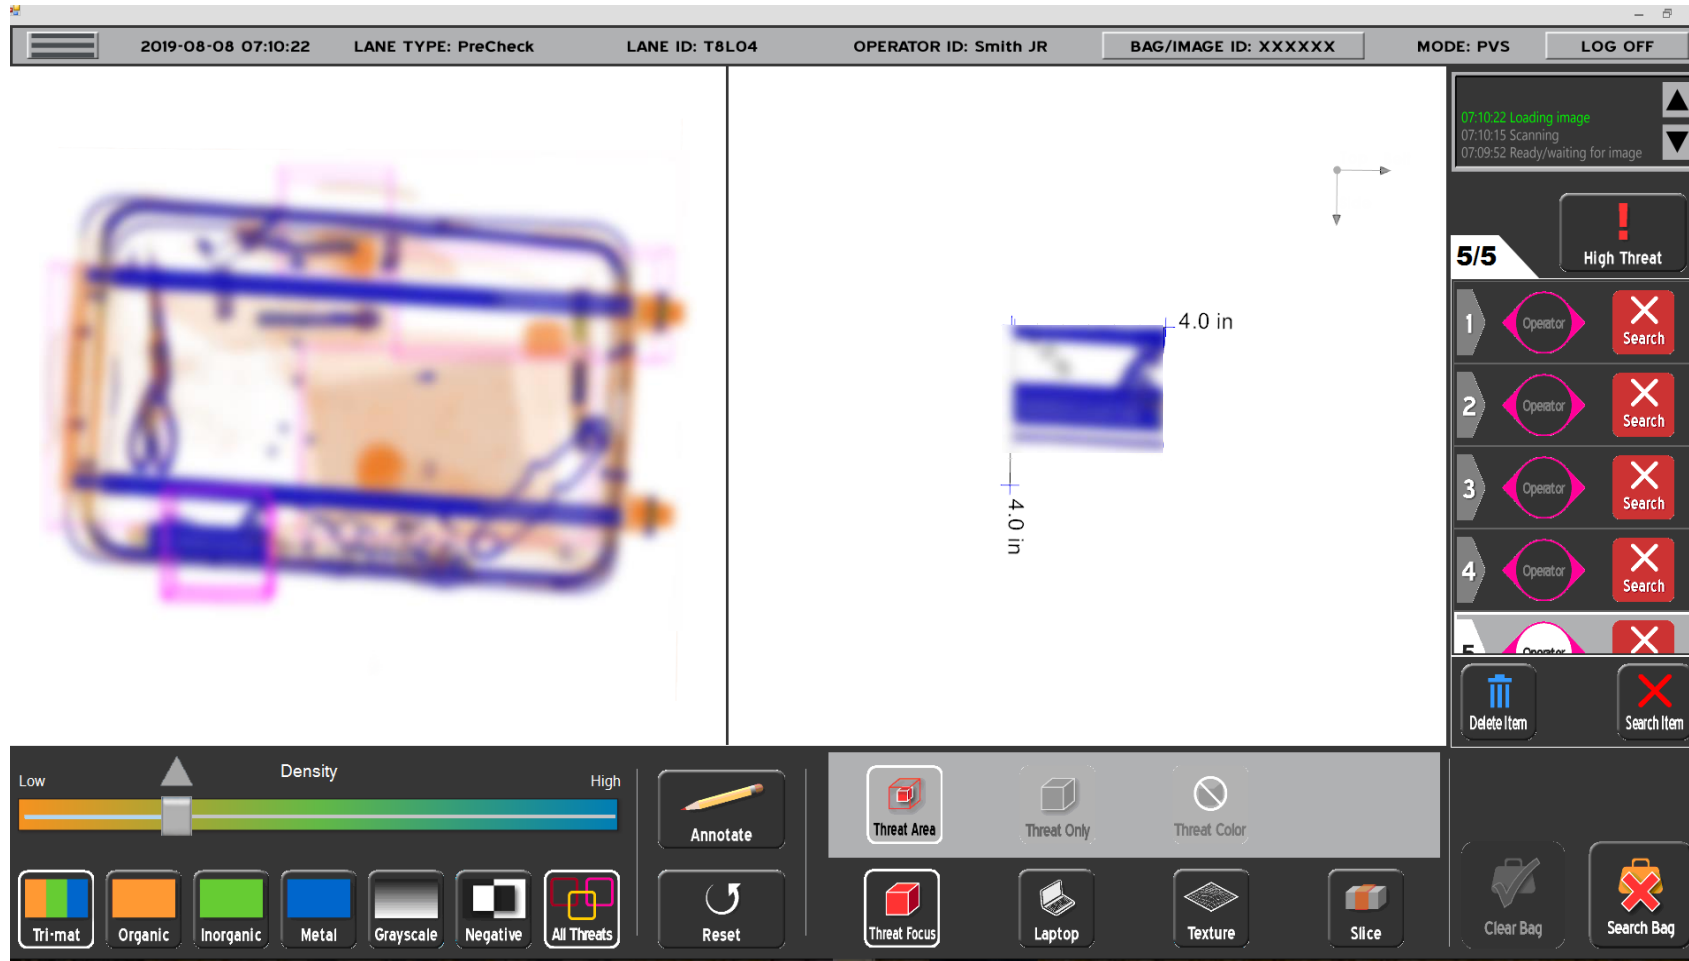 2019-08-08 07:10:22 LANE TYPE: PreCheck LANE ID: T8L04 OPERATOR ID: Smith JR BAG/IMAGE ID: XXXXXX MODE: PVS LOG OFF
07:10:22 Loading image
07:10:15 Scanning
07:09:52 Ready/waiting for image
! High Threat
5/5
1 Operator Search
2 Operator Search
3 Operator Search
4 Operator Search
5 Operator
Delete Item Search Item
4.0 in
4.0 in
Low Density High
Annotate
Threat Area Threat Only Threat Color
Tri-mat Organic Inorganic Metal Grayscale Negative All Threats
Reset
Threat Focus Laptop Texture Slice
Clear Bag Search Bag